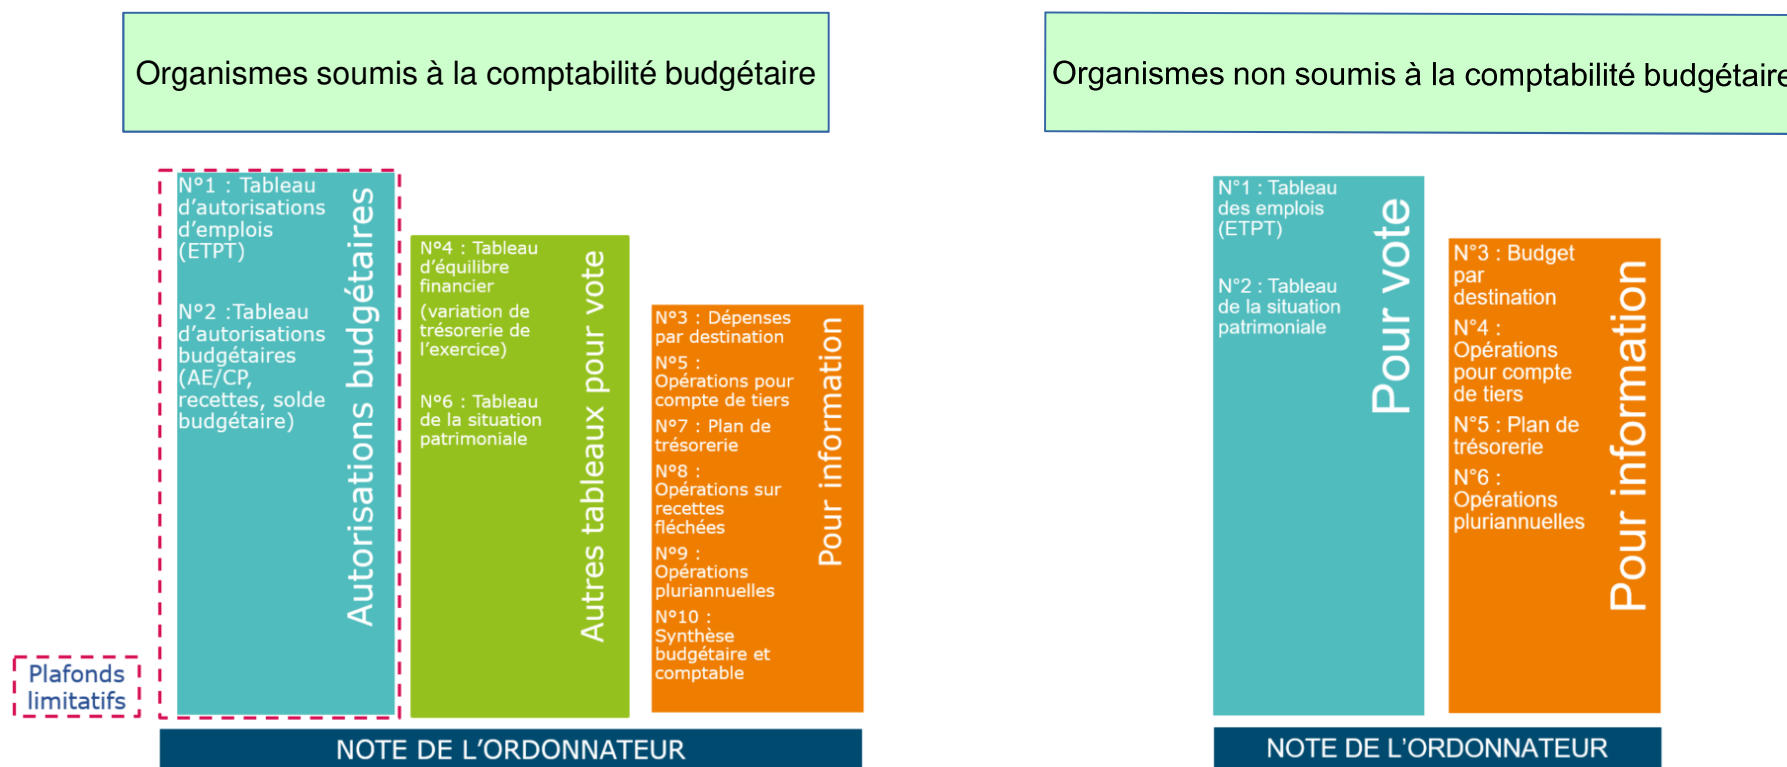 Organismes soumis à la comptabilité budgétaire
Organismes non soumis à la comptabilité budgétaire
N°1 : Tableau
d'autorisations
d'emplois
(ETPT)
N°2 :Tableau
d'autorisations
budgétaires
(AE/CP,
recettes, solde
budgétaire)
Autorisations budgétaires
N°4 : Tableau
d'équilibre
financier
(variation de
trésorerie de
l'exercice)
N°6 : Tableau
de la situation
patrimoniale
Autres tableaux pour vote
N°3 : Dépenses
par destination
N°5 :
Opérations pour
compte de tiers
N°7 : Plan de
trésorerie
N°8 :
Opérations sur
recettes
fléchées
N°9 :
Opérations
pluriannuelles
N°10 :
Synthèse
budgétaire et
comptable
Pour information
Plafonds
limitatifs
NOTE DE L'ORDONNATEUR
N°1 : Tableau
des emplois
(ETPT)
N°2 : Tableau
de la situation
patrimoniale
Pour vote
N°3 : Budget
par
destination
N°4 :
Opérations
pour compte
de tiers
N°5 : Plan de
trésorerie
N°6 :
Opérations
pluriannuelles
Pour information
NOTE DE L'ORDONNATEUR